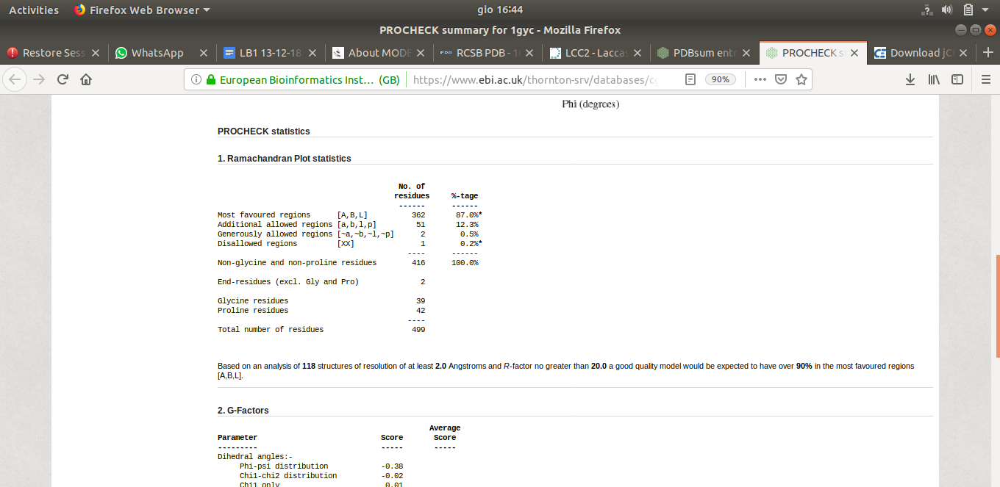 Activities Firefox Web Browser gio 16:44
PROCHECK summary for 1gyc - Mozilla Firefox
Restore Sess WhatsApp LB1 13-12-18 About MODE RCSB PDB - 1 LCC2 - Laccas PDBsum entr PROCHECK s Download jC
European Bioinformatics Inst... (GB) https://www.ebi.ac.uk/thornton-srv/databases/cg 90%
Phi (degrees)
PROCHECK statistics
1. Ramachandran Plot statistics
No. of
residues %-tage
------ ------
Most favoured regions [A,B,L] 362 87.0%*
Additional allowed regions [a,b,l,p] 51 12.3%
Generously allowed regions [~a,~b,~l,~p] 2 0.5%
Disallowed regions [XX] 1 0.2%*
---- ------
Non-glycine and non-proline residues 416 100.0%
End-residues (excl. Gly and Pro) 2
Glycine residues 39
Proline residues 42
----
Total number of residues 499
Based on an analysis of 118 structures of resolution of at least 2.0 Angstroms and R-factor no greater than 20.0 a good quality model would be expected to have over 90% in the most favoured regions
[A,B,L].
2. G-Factors
Average
Parameter Score Score
--------- ----- -----
Dihedral angles:-
Phi-psi distribution -0.38
Chi1-chi2 distribution -0.02
Chi1 only 0.01